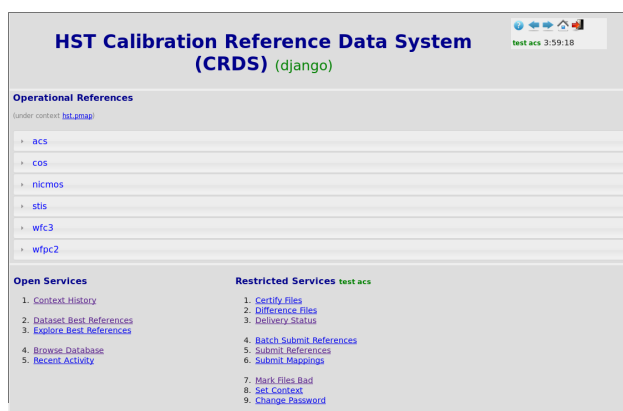 HST Calibration Reference Data System
(CRDS) (django)
test acs 3:59:18
Operational References
(under context hst.pmap)
acs
cos
nicmos
stis
wfc3
wfpc2
Open Services
1. Context History
2. Dataset Best References
3. Explore Best References
4. Browse Database
5. Recent Activity
Restricted Services test acs
1. Certify Files
2. Difference Files
3. Delivery Status
4. Batch Submit References
5. Submit References
6. Submit Mappings
7. Mark Files Bad
8. Set Context
9. Change Password